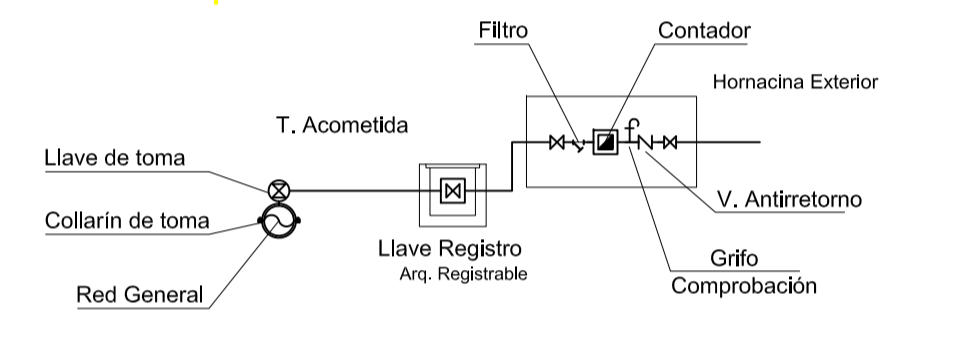 Filtro
Contador
Hornacina Exterior
T. Acometida
Llave de toma
V. Antirretorno
Collarín de toma
Llave Registro
Arq. Registrable
Grifo
Comprobación
Red General